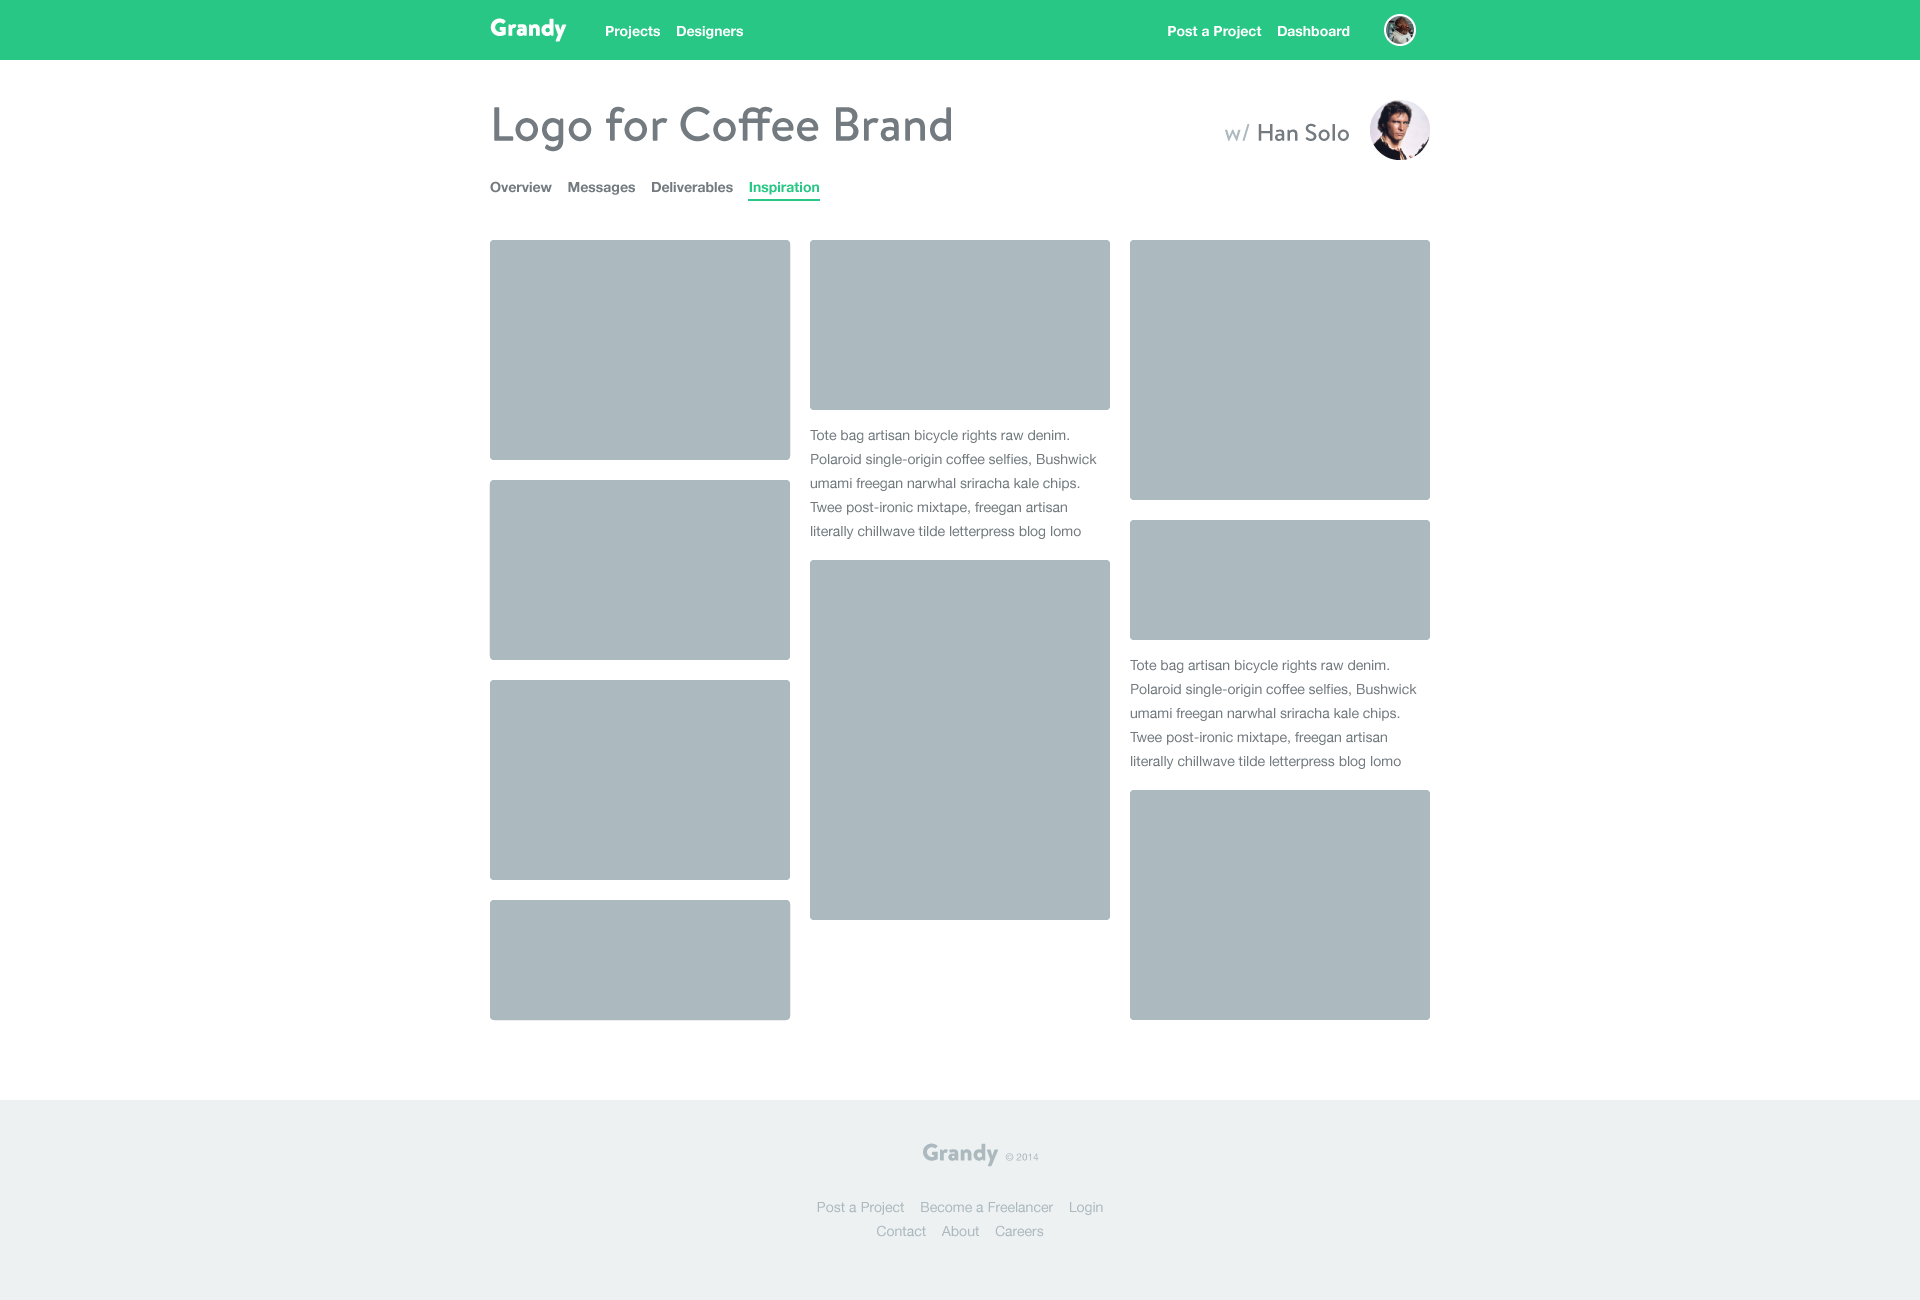 Grandy Projects Designers Post a Project Dashboard
Logo for Coffee Brand
w/ Han Solo
Overview Messages Deliverables Inspiration
Tote bag artisan bicycle rights raw denim.
Polaroid single-origin coffee selfies, Bushwick
umami freegan narwhal sriracha kale chips.
Twee post-ironic mixtape, freegan artisan
literally chillwave tilde letterpress blog lomo
Tote bag artisan bicycle rights raw denim.
Polaroid single-origin coffee selfies, Bushwick
umami freegan narwhal sriracha kale chips.
Twee post-ironic mixtape, freegan artisan
literally chillwave tilde letterpress blog lomo
Grandy © 2014
Post a Project Become a Freelancer Login
Contact About Careers